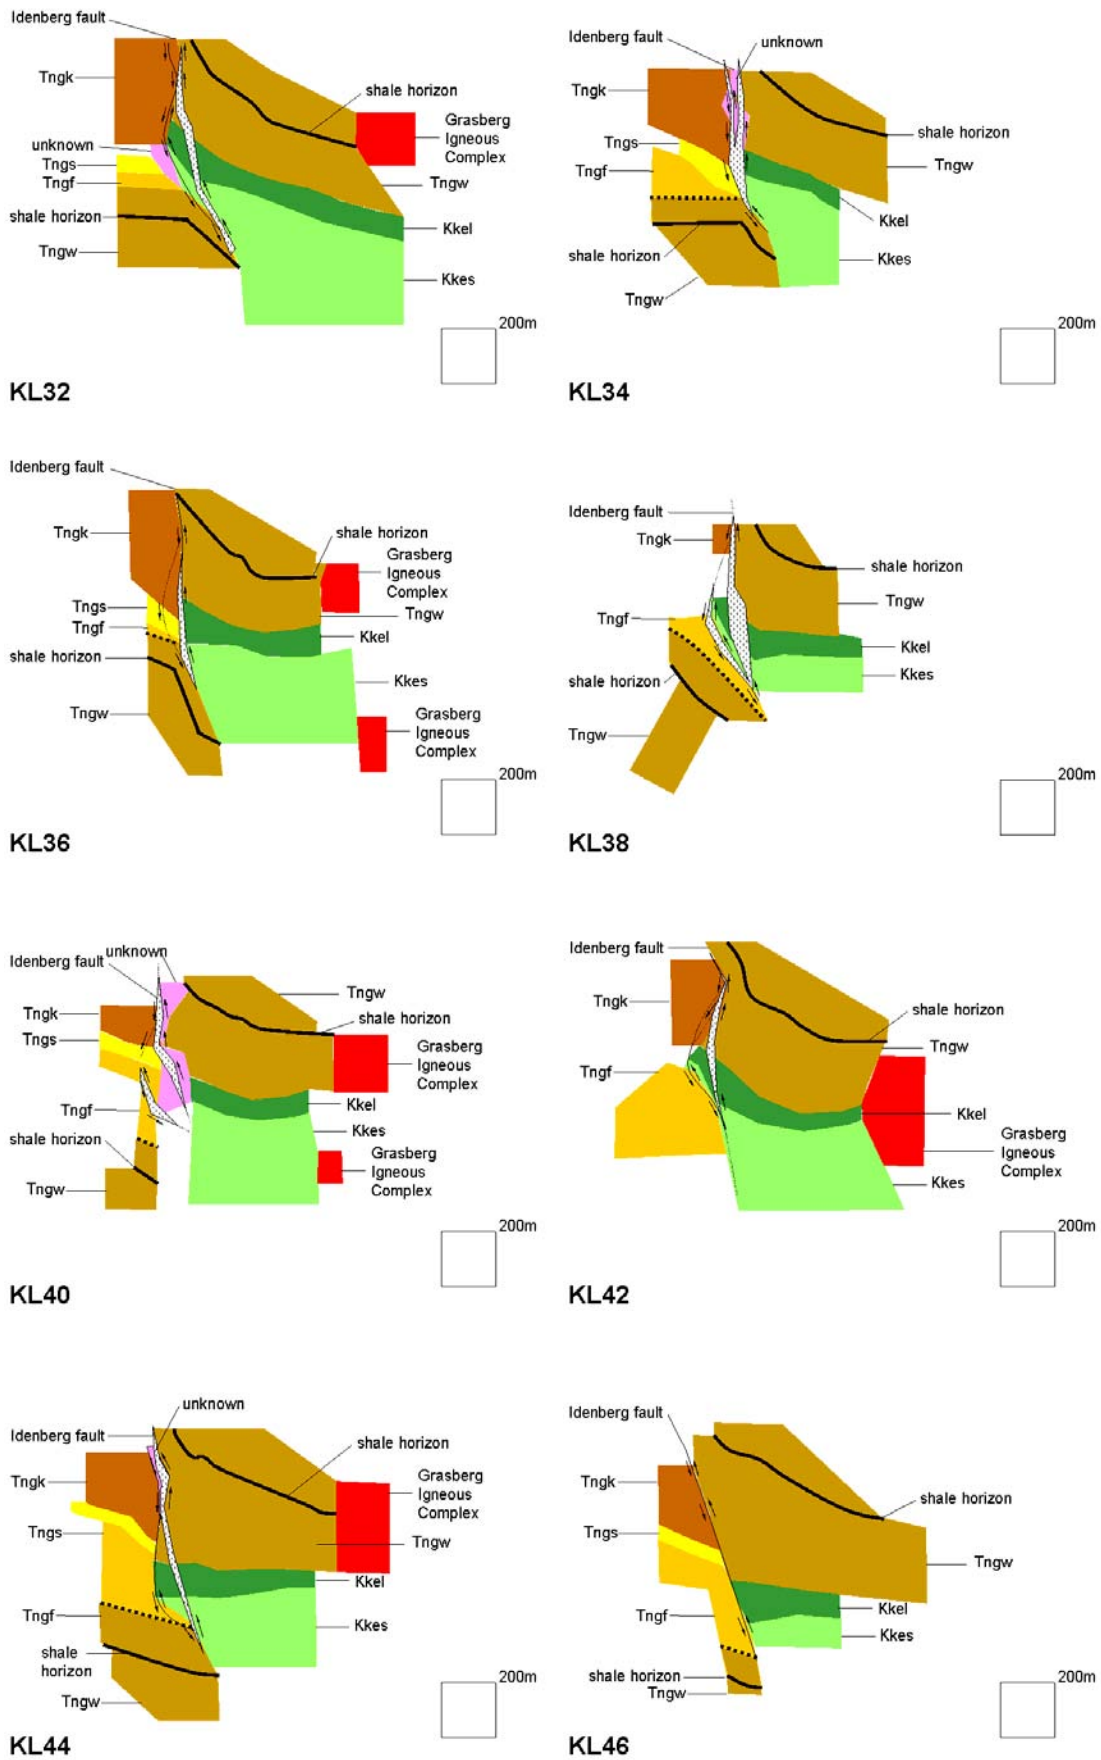 Idenberg fault
Tngk
shale horizon
Grasberg
Igneous
Complex
unknown
Tngs
Tngf
Tngw
shale horizon
Kkel
Tngw
Kkes
200m
KL32
Idenberg fault
unknown
Tngk
shale horizon
Tngs
Tngw
Tngf
Kkel
shale horizon
Kkes
Tngw
200m
KL34
Idenberg fault
Tngk
shale horizon
Grasberg
Igneous
Complex
Tngs
Tngw
Tngf
Kkel
shale horizon
Kkes
Tngw
Grasberg
Igneous
Complex
200m
KL36
Idenberg fault
Tngk
shale horizon
Tngw
Tngf
Kkel
Kkes
shale horizon
Tngw
200m
KL38
unknown
Idenberg fault
Tngw
Tngk
shale horizon
Tngs
Grasberg
Igneous
Complex
Kkel
Tngf
Kkes
shale horizon
Grasberg
Igneous
Complex
Tngw
200m
KL40
Idenberg fault
Tngk
shale horizon
Tngw
Tngf
Kkel
Grasberg
Igneous
Complex
Kkes
200m
KL42
unknown
Idenberg fault
shale horizon
Tngk
Grasberg
Igneous
Complex
Tngs
Tngw
Kkel
Tngf
Kkes
shale
horizon
Tngw
200m
KL44
Idenberg fault
Tngk
shale horizon
Tngs
Tngw
Tngf
Kkel
Kkes
shale horizon
Tngw
200m
KL46